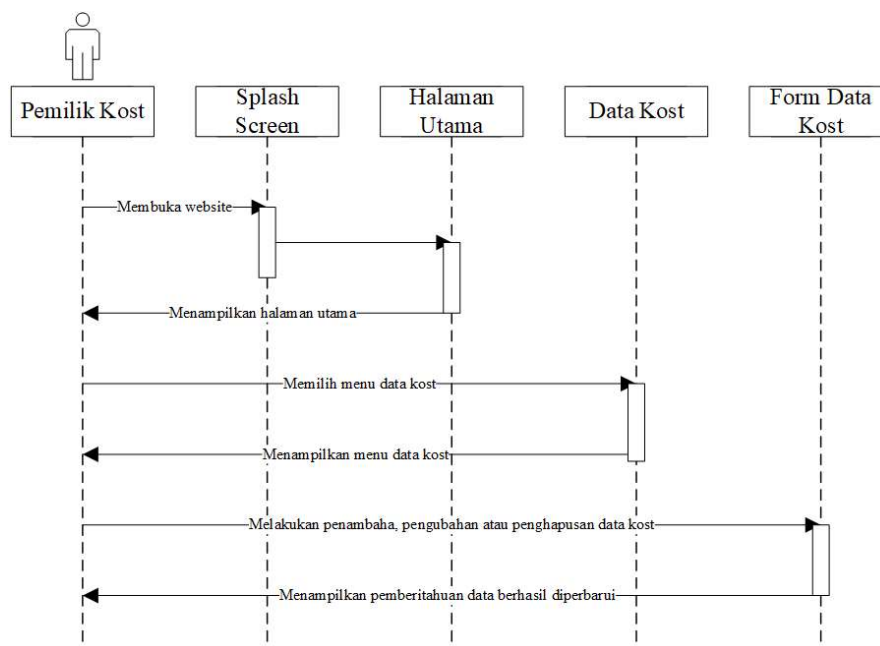 Pemilik Kost
Splash
Screen
Halaman
Utama
Data Kost
Form Data
Kost
Membuka website
Menampilkan halaman utama
Memilih menu data kost
Menampilkan menu data kost
Melakukan penambaha, pengubahan atau penghapusan data kost
Menampilkan pemberitahuan data berhasil diperbarui